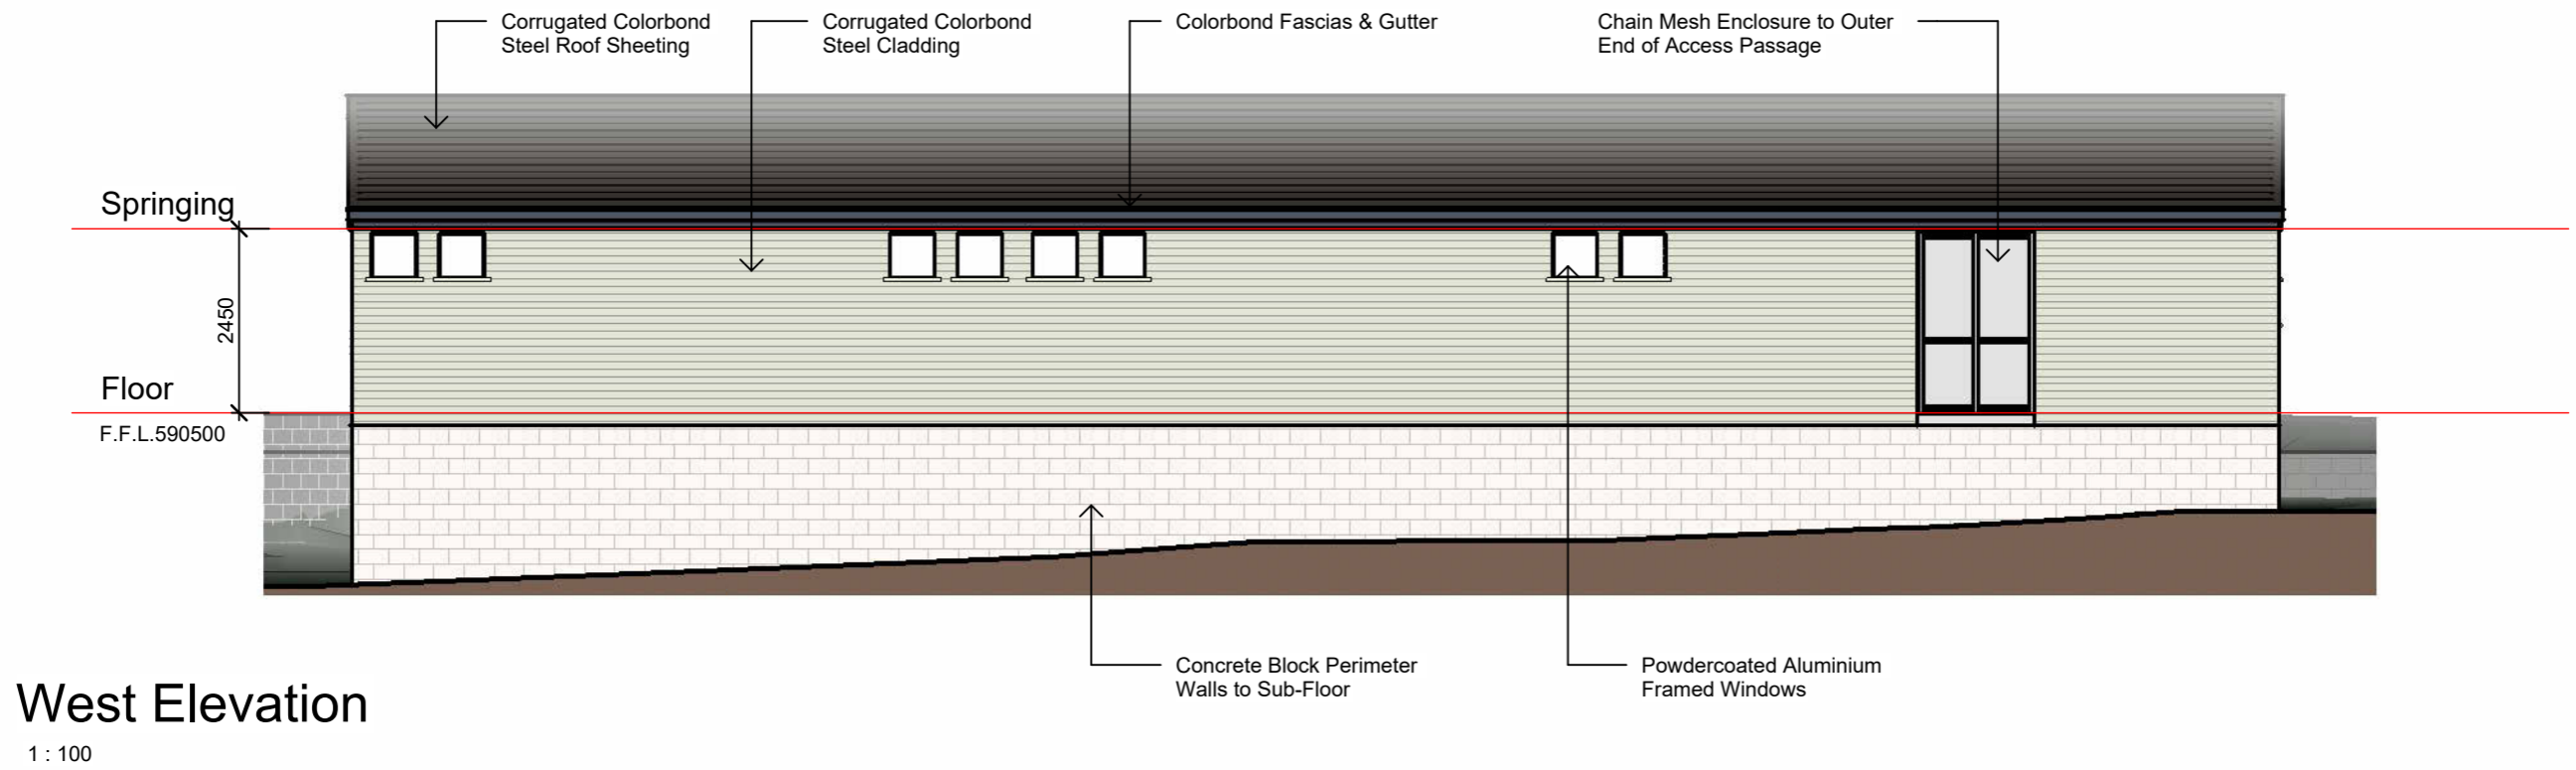 Corrugated Colorbond
Steel Roof Sheeting
Corrugated Colorbond
Steel Cladding
Colorbond Fascias & Gutter
Chain Mesh Enclosure to Outer
End of Access Passage
Springing
2450
Floor
F.F.L.590500
Concrete Block Perimeter
Walls to Sub-Floor
Powdercoated Aluminium
Framed Windows
West Elevation
1 : 100